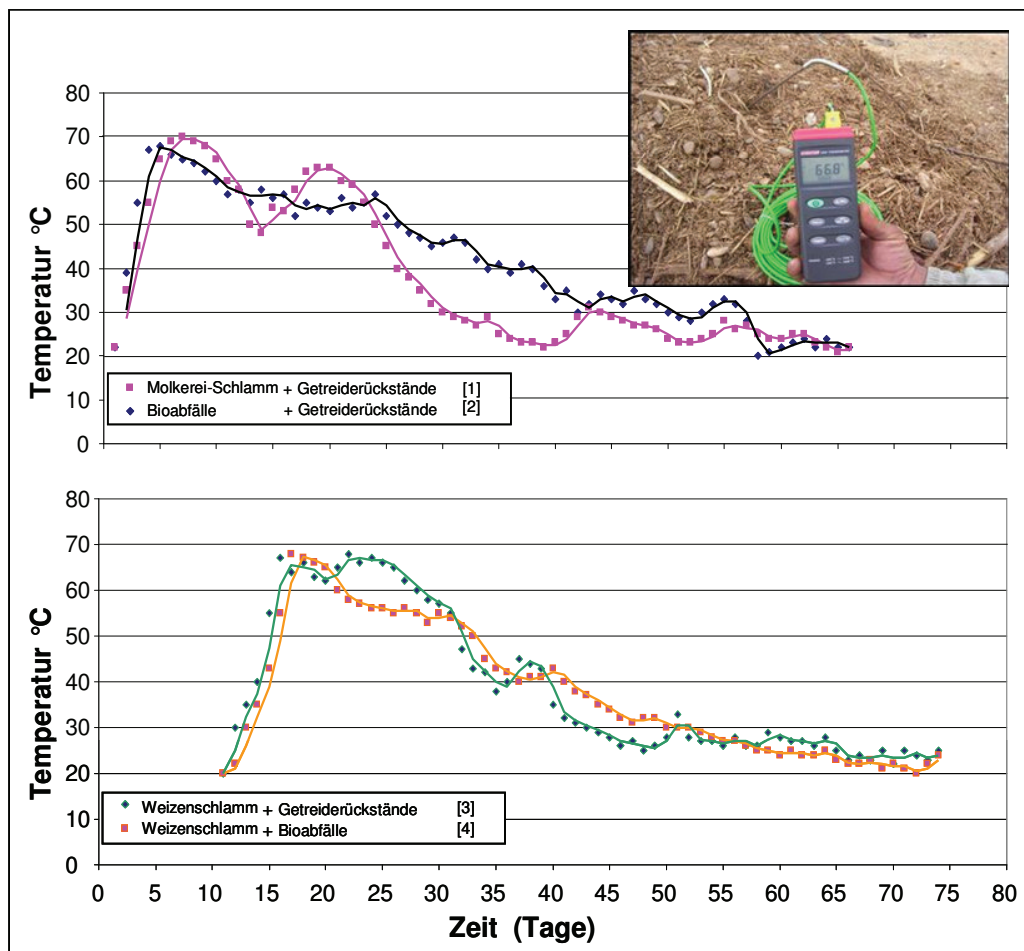 Temperatur °C
80
70
60
50
40
30
20
10
0
66.8
Molkerei-Schlamm + Getreiderückstände [1]
Bioabfälle + Getreiderückstände [2]
Temperatur °C
80
70
60
50
40
30
20
10
0
Weizenschlamm + Getreiderückstände [3]
Weizenschlamm + Bioabfälle [4]
0 5 10 15 20 25 30 35 40 45 50 55 60 65 70 75 80
Zeit (Tage)